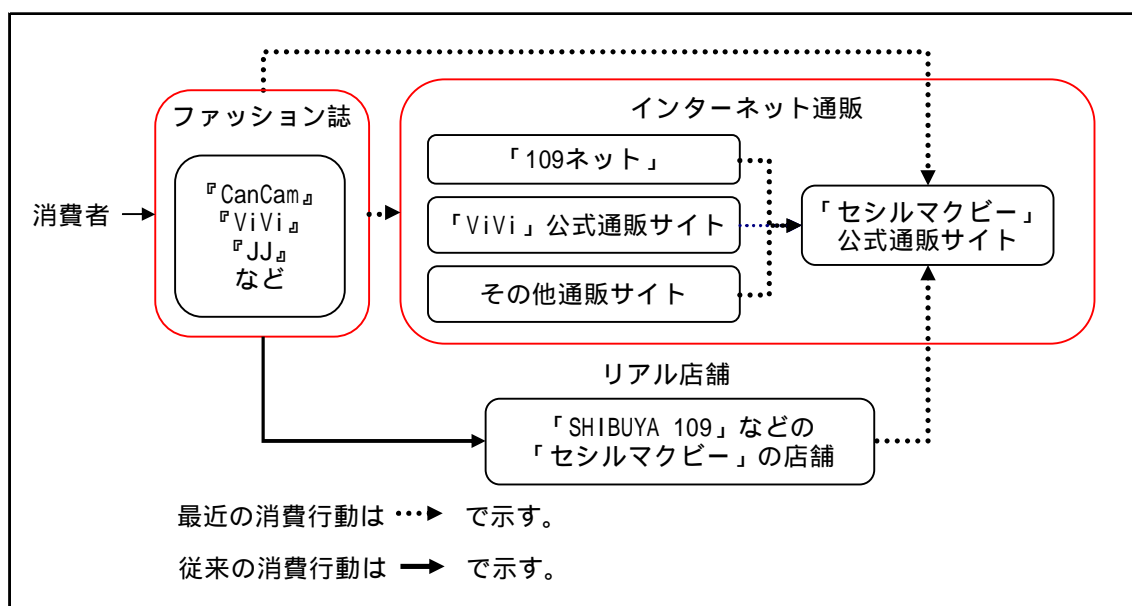 ファッション誌
インターネット通販
消費者
『CanCam』
『ViVi』
『JJ』
など
「109ネット」
「ViVi」公式通販サイト
その他通販サイト
「セシルマクビー」
公式通販サイト
リアル店舗
「SHIBUYA 109」などの
「セシルマクビー」の店舗
最近の消費行動は で示す。
従来の消費行動は で示す。